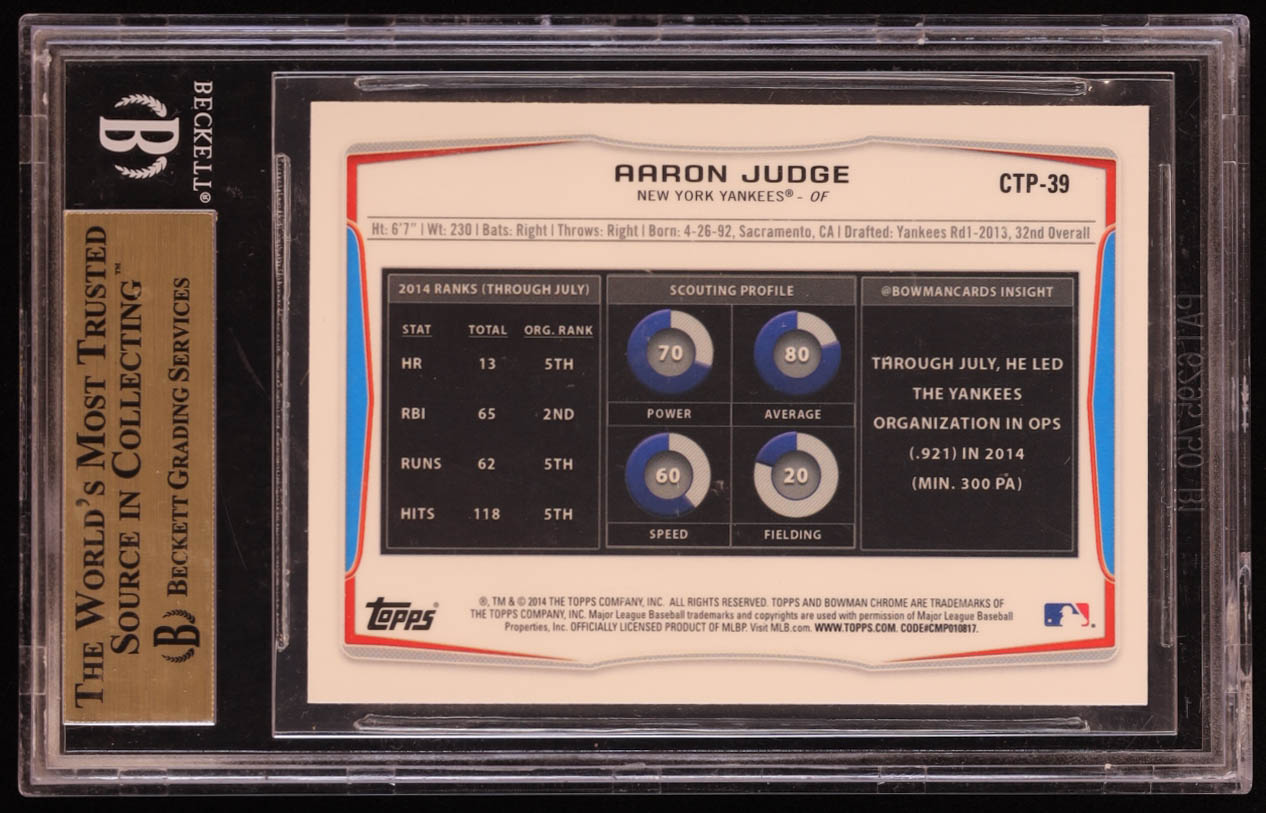 BECKETT®
B
THE WORLD'S MOST TRUSTED
SOURCE IN COLLECTING™
B BECKETT GRADING SERVICES
AARON JUDGE
NEW YORK YANKEES® - OF
CTP-39
Ht: 6'7" | Wt: 230 | Bats: Right | Throws: Right | Born: 4-26-92, Sacramento, CA | Drafted: Yankees Rd1-2013, 32nd Overall
2014 RANKS (THROUGH JULY)
STAT TOTAL ORG. RANK
HR 13 5TH
RBI 65 2ND
RUNS 62 5TH
HITS 118 5TH
SCOUTING PROFILE
70 80
POWER AVERAGE
60 20
SPEED FIELDING
@BOWMANCARDS INSIGHT
THROUGH JULY, HE LED
THE YANKEES
ORGANIZATION IN OPS
(.921) IN 2014
(MIN. 300 PA)
TOPPS®
®, TM & © 2014 THE TOPPS COMPANY, INC. ALL RIGHTS RESERVED. TOPPS AND BOWMAN CHROME ARE TRADEMARKS OF
THE TOPPS COMPANY, INC. Major League Baseball trademarks and copyrights are used with permission of Major League Baseball
Properties, Inc. OFFICIALLY LICENSED PRODUCT OF MLBP. Visit MLB.com. WWW.TOPPS.COM. CODE#CMP010817.